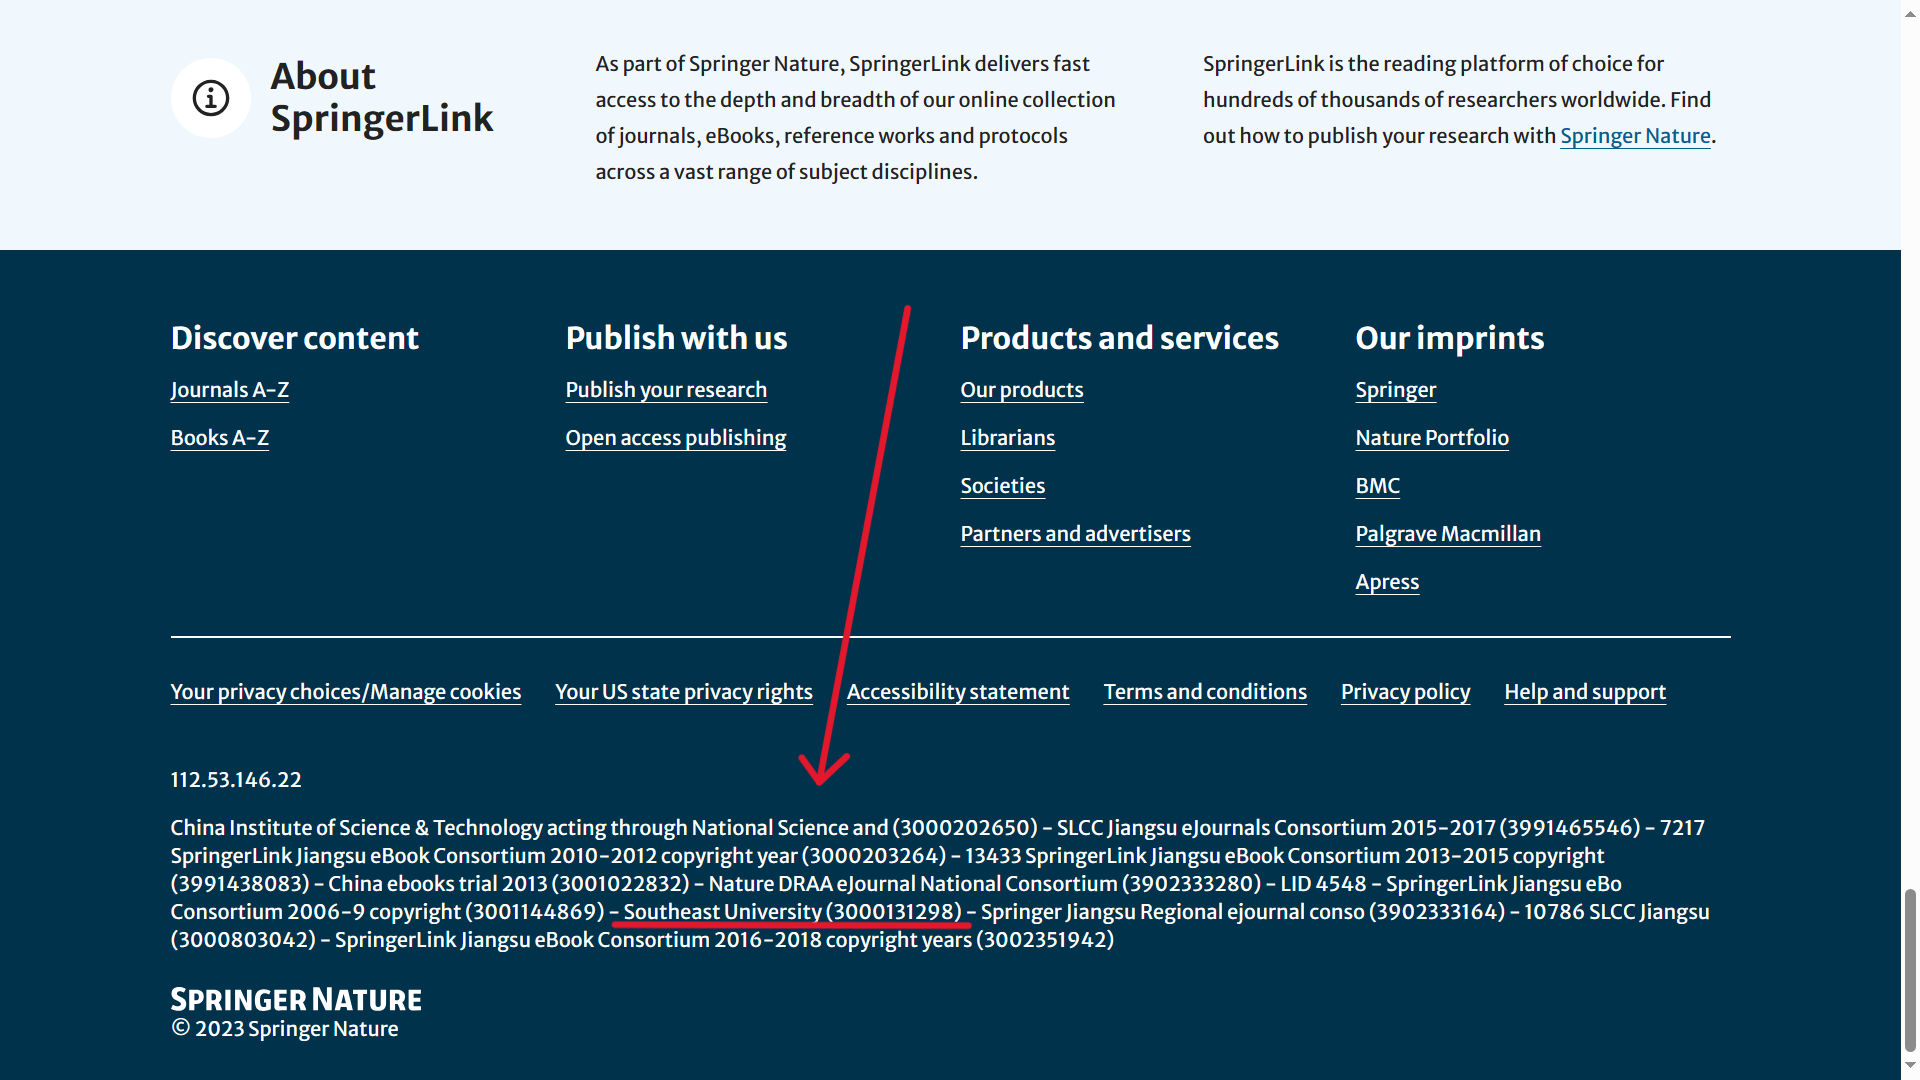 About
SpringerLink
As part of Springer Nature, SpringerLink delivers fast
access to the depth and breadth of our online collection
of journals, eBooks, reference works and protocols
across a vast range of subject disciplines.
SpringerLink is the reading platform of choice for
hundreds of thousands of researchers worldwide. Find
out how to publish your research with Springer Nature.
Discover content
Journals A-Z
Books A-Z
Publish with us
Publish your research
Open access publishing
Products and services
Our products
Librarians
Societies
Partners and advertisers
Our imprints
Springer
Nature Portfolio
BMC
Palgrave Macmillan
Apress
Your privacy choices/Manage cookies Your US state privacy rights Accessibility statement Terms and conditions Privacy policy Help and support
112.53.146.22
China Institute of Science & Technology acting through National Science and (3000202650) - SLCC Jiangsu eJournals Consortium 2015-2017 (3991465546) - 7217
SpringerLink Jiangsu eBook Consortium 2010-2012 copyright year (3000203264) - 13433 SpringerLink Jiangsu eBook Consortium 2013-2015 copyright
(3991438083) - China ebooks trial 2013 (3001022832) - Nature DRAA eJournal National Consortium (3902333280) - LID 4548 - SpringerLink Jiangsu eBo
Consortium 2006-9 copyright (3001144869) - Southeast University (3000131298) - Springer Jiangsu Regional ejournal conso (3902333164) - 10786 SLCC Jiangsu
(3000803042) - SpringerLink Jiangsu eBook Consortium 2016-2018 copyright years (3002351942)
SPRINGER NATURE
© 2023 Springer Nature